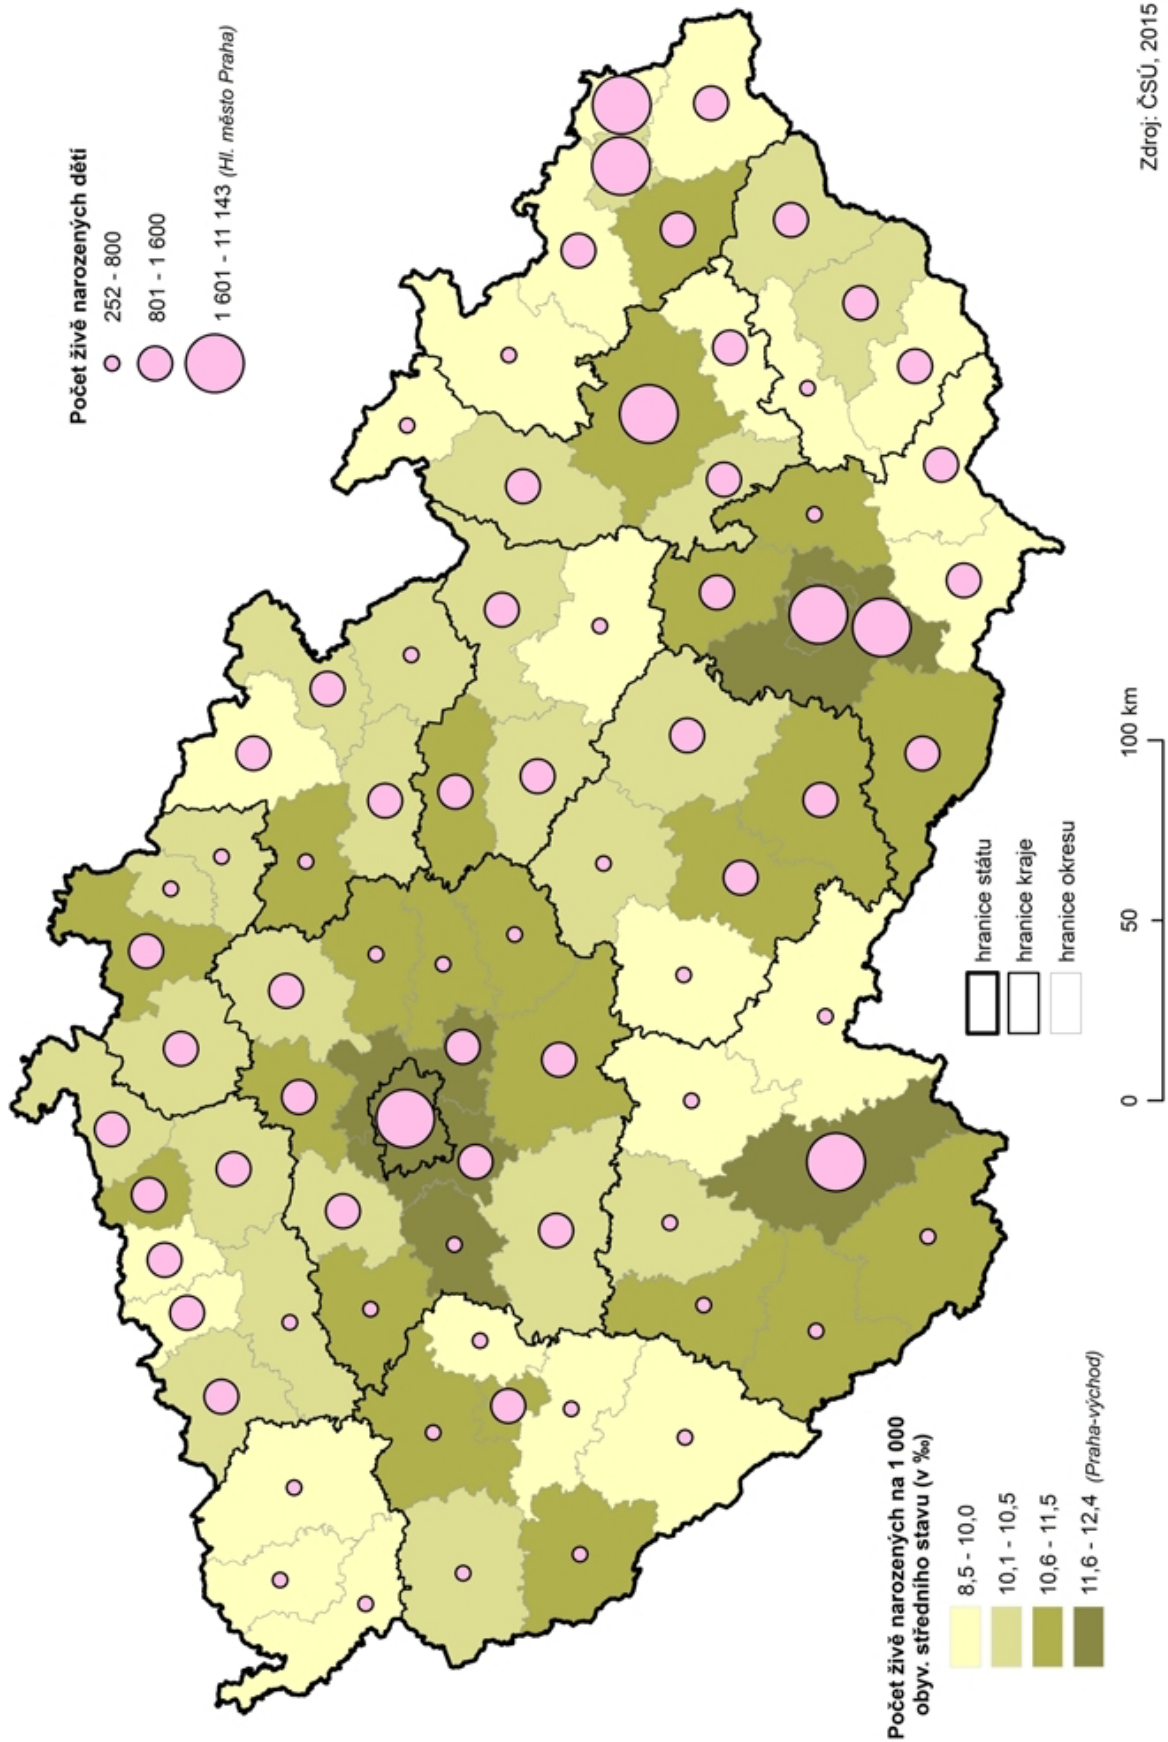 Počet živě narozených dětí
252 - 800
801 - 1 600
1 601 - 11 143 (Hl. město Praha)
Počet živě narozených na 1 000
obyv. středního stavu (v ‰)
8,5 - 10,0
10,1 - 10,5
10,6 - 11,5
11,6 - 12,4 (Praha-východ)
hranice státu
hranice kraje
hranice okresu
0 50 100 km
Zdroj: ČSÚ, 2015